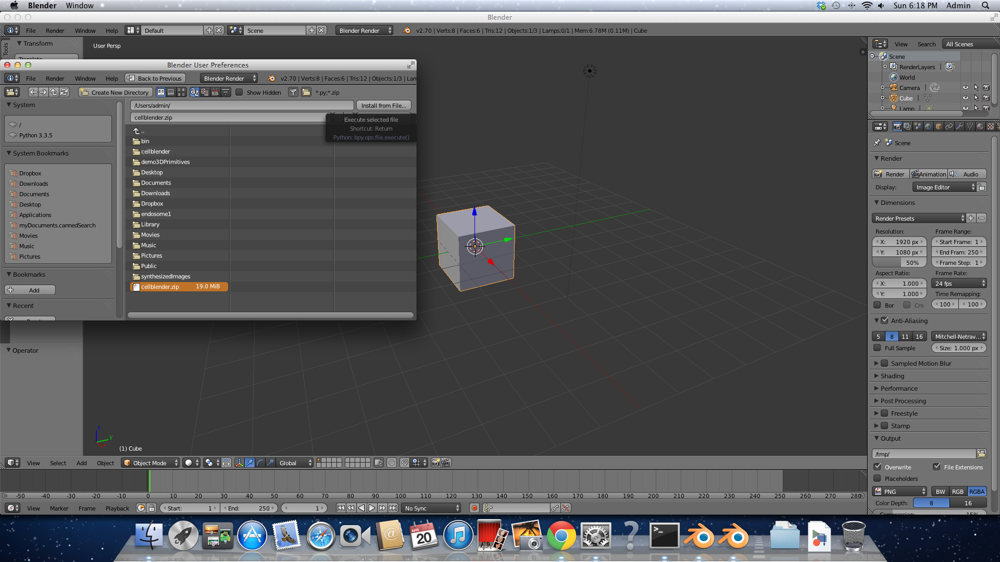 Blender Window Sun 6:18 PM Admin
Blender
File Render Window Help Default Scene Blender Render v2.70 | Verts:8 | Faces:6 | Tris:12 | Objects:1/3 | Lamps:0/1 | Mem:6.78M (0.11M) | Cube
Tools
Transform
User Persp
Blender User Preferences
File Render Window Help Back to Previous Blender Render v2.70 | Verts:8 | Faces:6 | Tris:12 | Objects:1/3 |
Create New Directory Show Hidden *.py;*.zip
System
/
Python 3.3.5
System Bookmarks
Dropbox
Downloads
Documents
Desktop
Applications
myDocuments.cannedSearch
Movies
Music
Pictures
Bookmarks
Add
Recent
/Users/admin/ Install from File...
cellblender.zip
Execute selected file
Shortcut: Return
Python: bpy.ops.file.execute()
..
bin
cellblender
demo3DPrimitives
Desktop
Documents
Downloads
Dropbox
endosome1
Library
Movies
Music
Pictures
Public
synthesizedImages
cellblender.zip 19.0 MiB
Operator
z
y
x
(1) Cube
View Select Add Object Object Mode Global
-50 -40 -30 -20 -10 0 10 20 30 40 50 60 70 80 90 100 110 120 130 140 150 160 170 180 190 200 210 220 230 240 250 260 270 280
View Marker Frame Playback Start: 1 End: 250 1 No Sync
View Search All Scenes
Scene
RenderLayers
World
Camera
Cube
Lamp
Scene
Render
Render Animation Audio
Display: Image Editor
Dimensions
Render Presets
Resolution: Frame Range:
X: 1920 px Start Frame: 1
Y: 1080 px End Fram: 250
50% Frame Step: 1
Aspect Ratio: Frame Rate:
X: 1.000 24 fps
Y: 1.000 Time Remapping:
Bor Cro 100 100
Anti-Aliasing
5 8 11 16 Mitchell-Netrav...
Full Sample Size: 1.000 px
Sampled Motion Blur
Shading
Performance
Post Processing
Freestyle
Stamp
Output
/tmp/
Overwrite File Extensions
Placeholders
PNG BW RGB RGBA
Color Depth: 8 16
APR
20